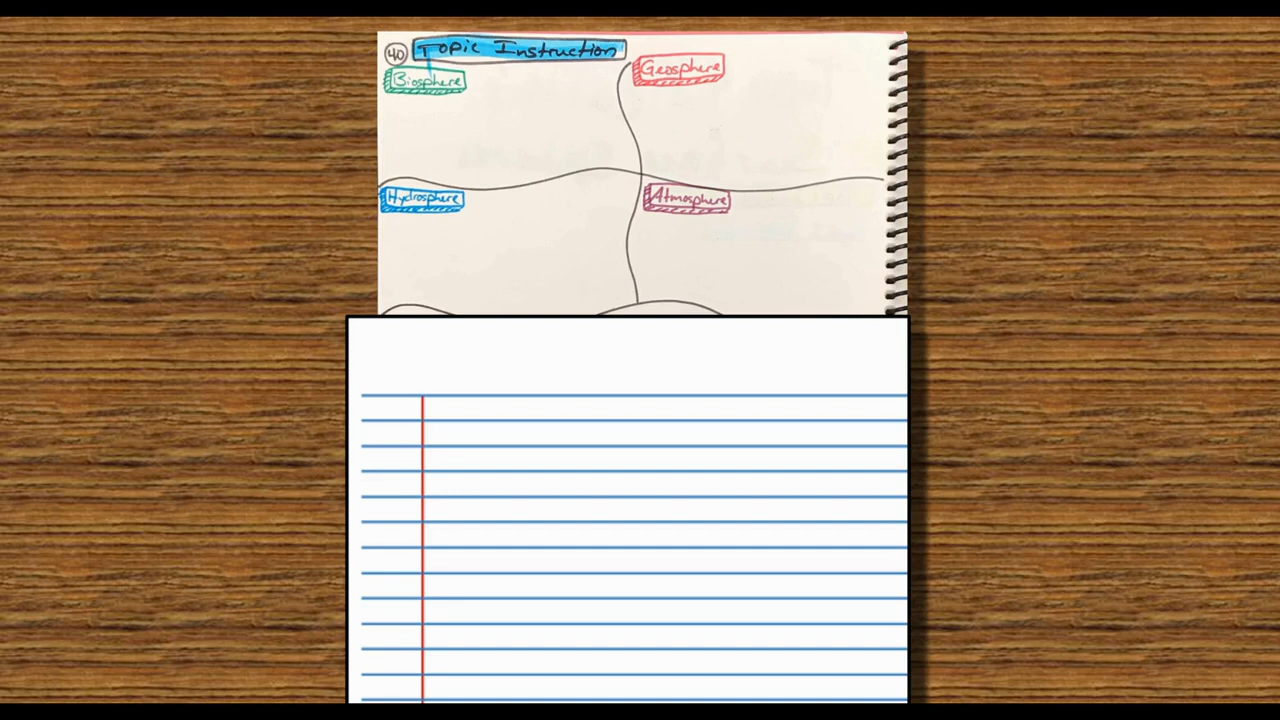 40 Topic Instruction
Biosphere
Geosphere
Hydrosphere
Atmosphere